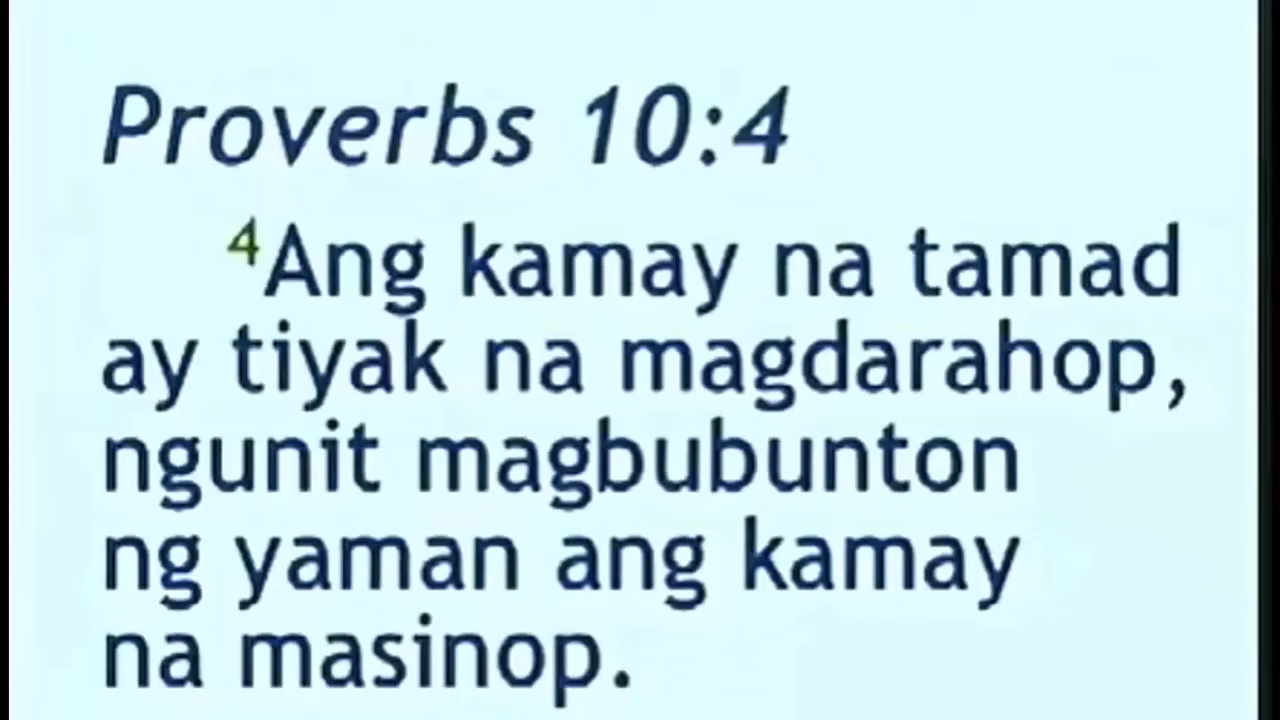 Proverbs 10:4
4Ang kamay na tamad
ay tiyak na magdarahop,
ngunit magbubunton
ng yaman ang kamay
na masinop.